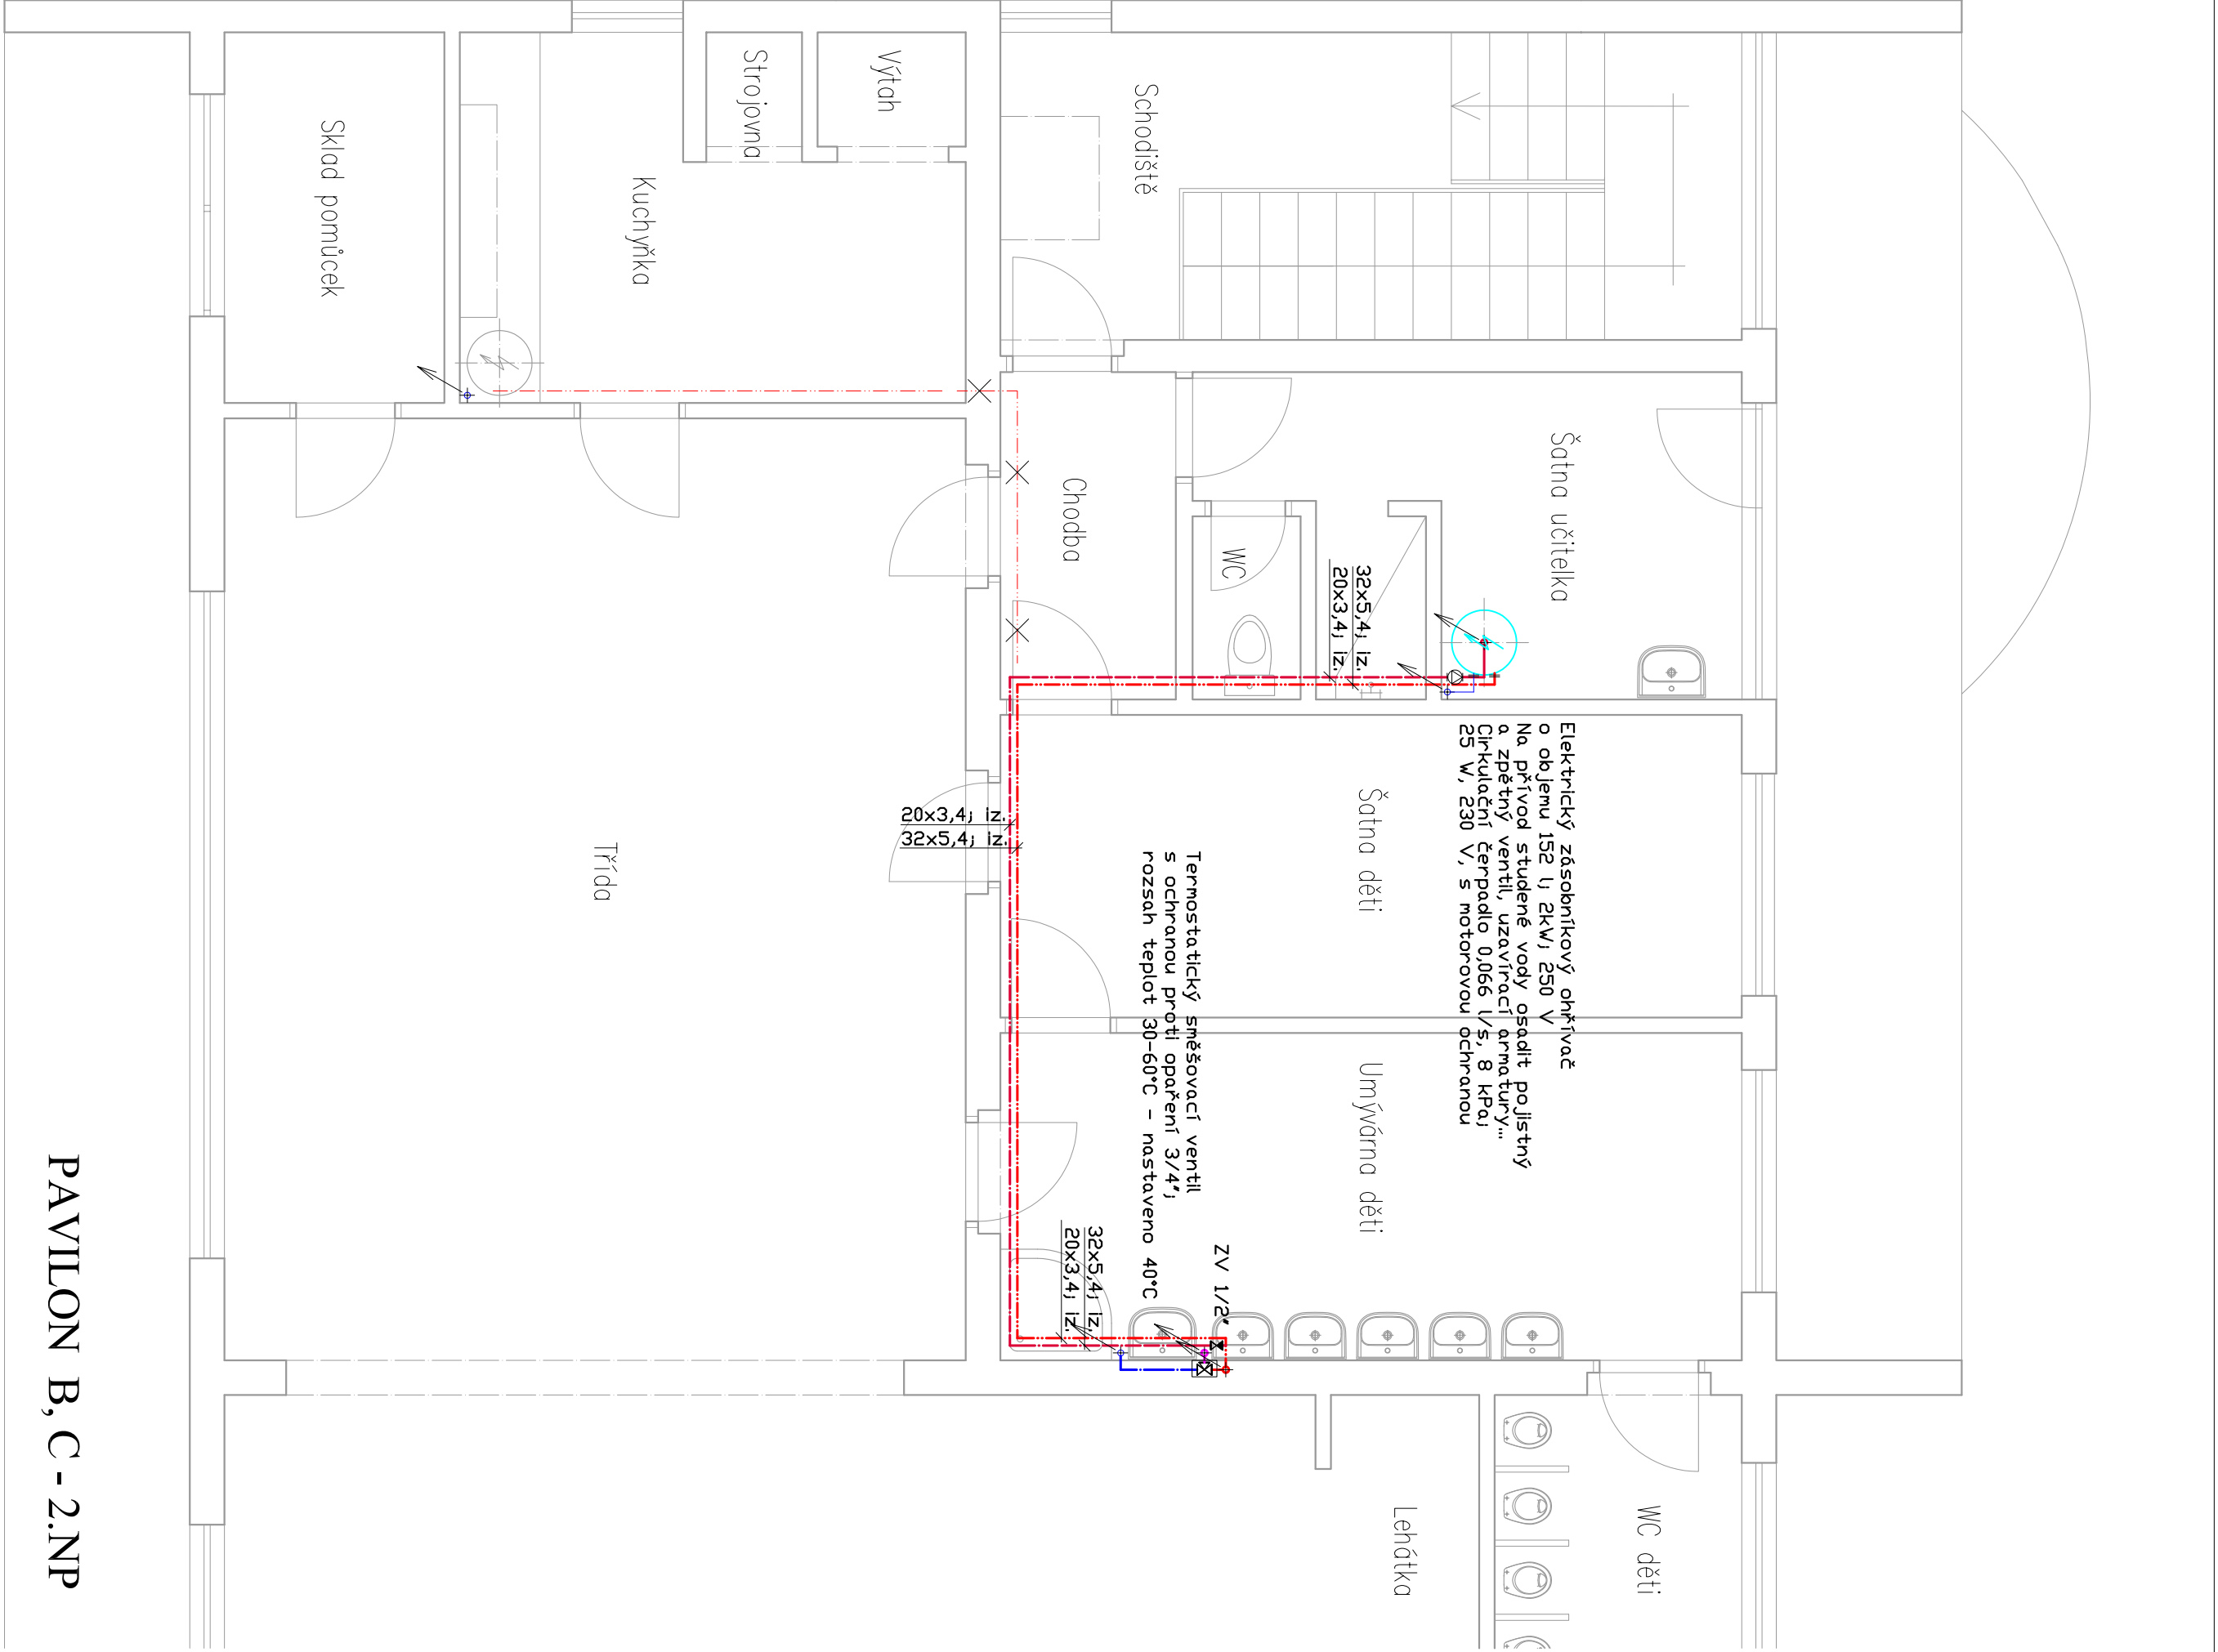 Výtah
Strojovna
Schodiště
Sklad pomůcek
Kuchyňka
Šatna učitelka
Chodba
WC
32x5,4; iz.
20x3,4; iz.
Elektrický zásobníkový ohřívač
o objemu 152 l; 2kW; 250 V
Na přívod studené vody osadit pojistný
a zpětný ventil, uzavírací armatury...
Cirkulační čerpadlo 0,066 l/s, 8 kPa;
25 W, 230 V, s motorovou ochranou
Šatna děti
20x3,4; iz.
32x5,4; iz.
Třída
Termostatický směšovací ventil
s ochranou proti opaření 3/4";
rozsah teplot 30-60°C - nastaveno 40°C
Umývárna děti
ZV 1/2"
32x5,4; iz.
20x3,4; iz.
WC děti
Lehátka
PAVILON B, C - 2.NP